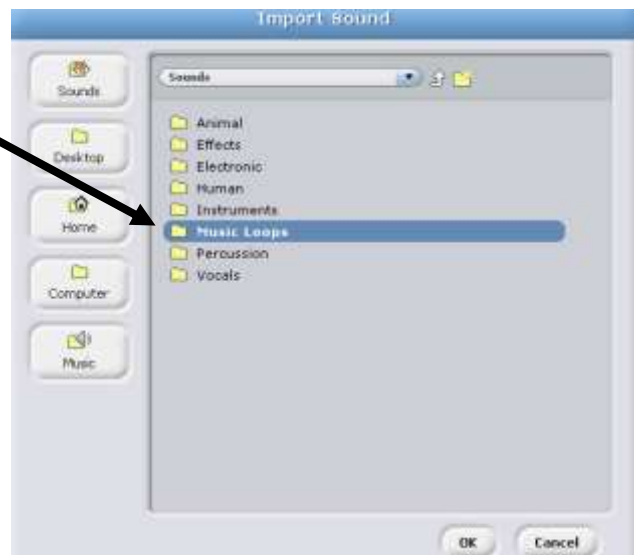 Import Sound
Sounds
Sounds
Desktop
Home
Computer
Music
Animal
Effects
Electronic
Human
Instruments
Music Loops
Percussion
Vocals
OK
Cancel